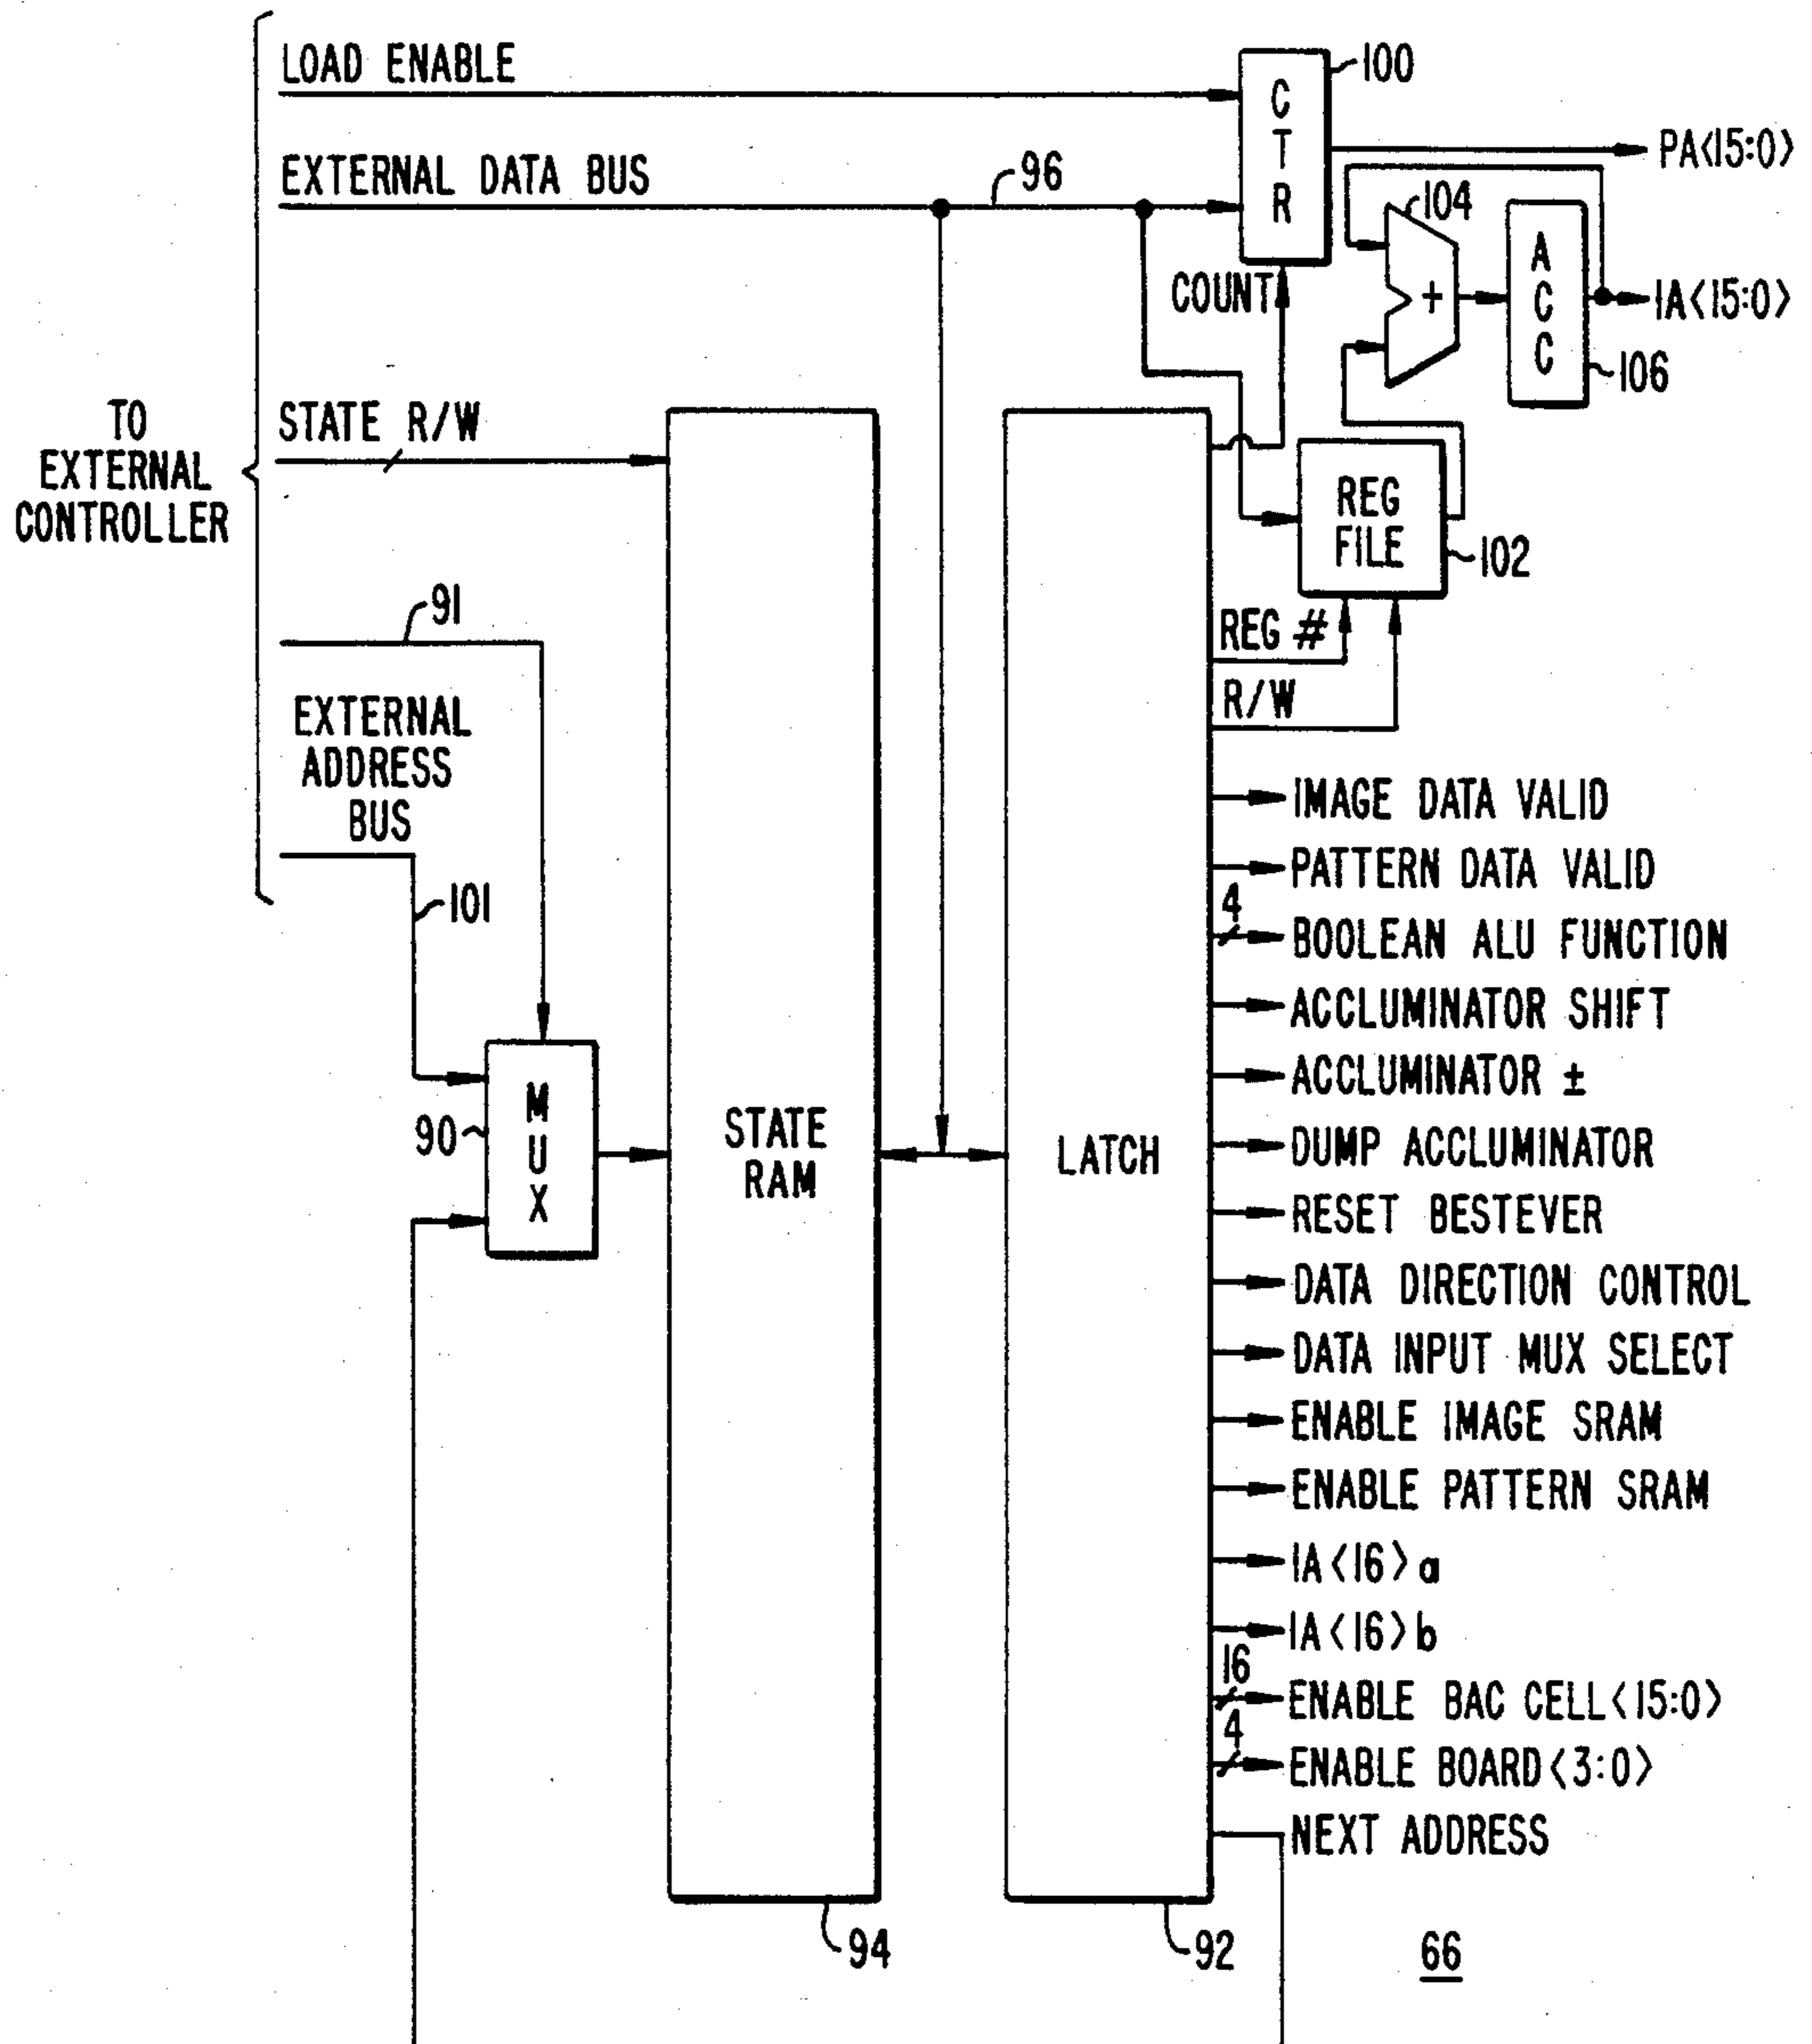 LOAD ENABLE
100
C
T
R
PA<15:0>
EXTERNAL DATA BUS
96
104
+
A
C
C
IA<15:0>
106
COUNT
TO
EXTERNAL
CONTROLLER
STATE R/W
REG
FILE
102
91
REG #
R/W
EXTERNAL
ADDRESS
BUS
101
IMAGE DATA VALID
PATTERN DATA VALID
4
BOOLEAN ALU FUNCTION
ACCLUMINATOR SHIFT
ACCLUMINATOR ±
90
M
U
X
STATE
RAM
LATCH
DUMP ACCLUMINATOR
RESET BESTEVER
DATA DIRECTION CONTROL
DATA INPUT MUX SELECT
ENABLE IMAGE SRAM
ENABLE PATTERN SRAM
IA<16>a
IA<16>b
16
ENABLE BAC CELL<15:0>
4
ENABLE BOARD<3:0>
NEXT ADDRESS
94
92
66